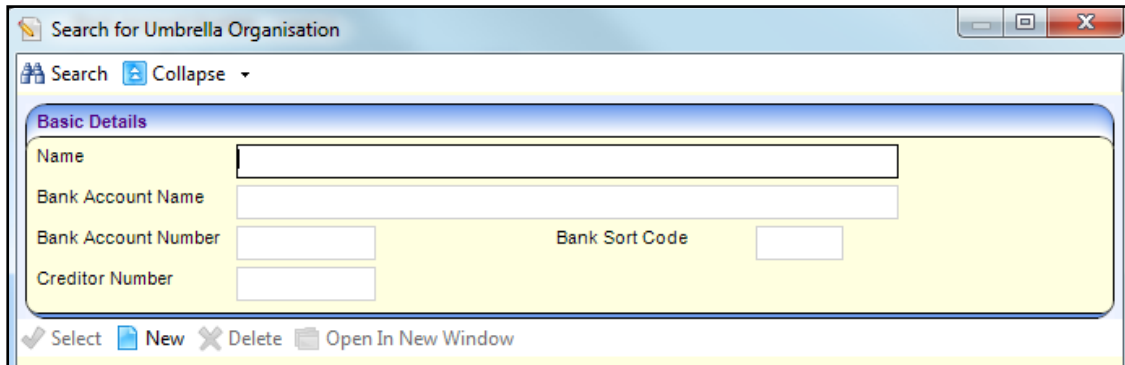 Search for Umbrella Organisation
Search Collapse
Basic Details
Name
Bank Account Name
Bank Account Number Bank Sort Code
Creditor Number
Select New Delete Open In New Window